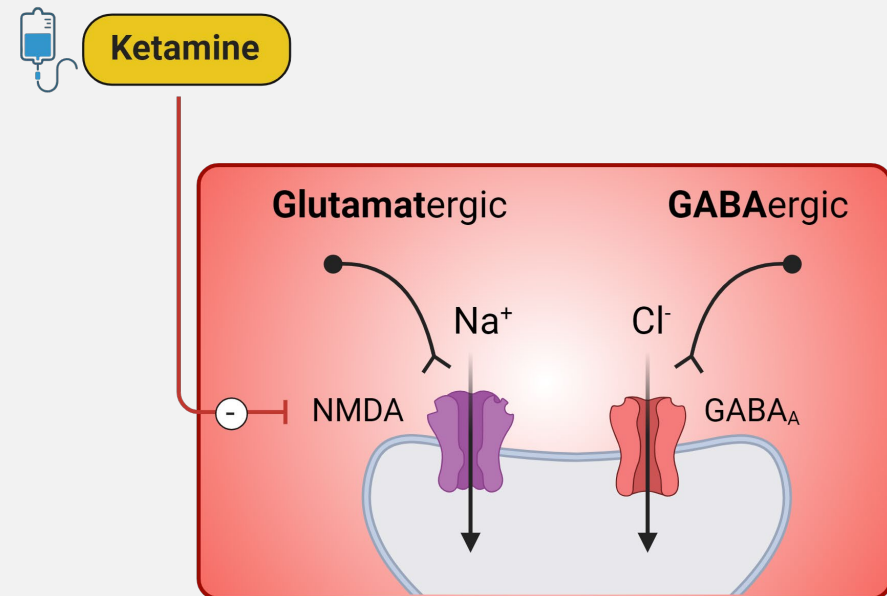 Ketamine
Glutamatergic
GABAergic
Na⁺
Cl⁻
-
NMDA
GABAₐ